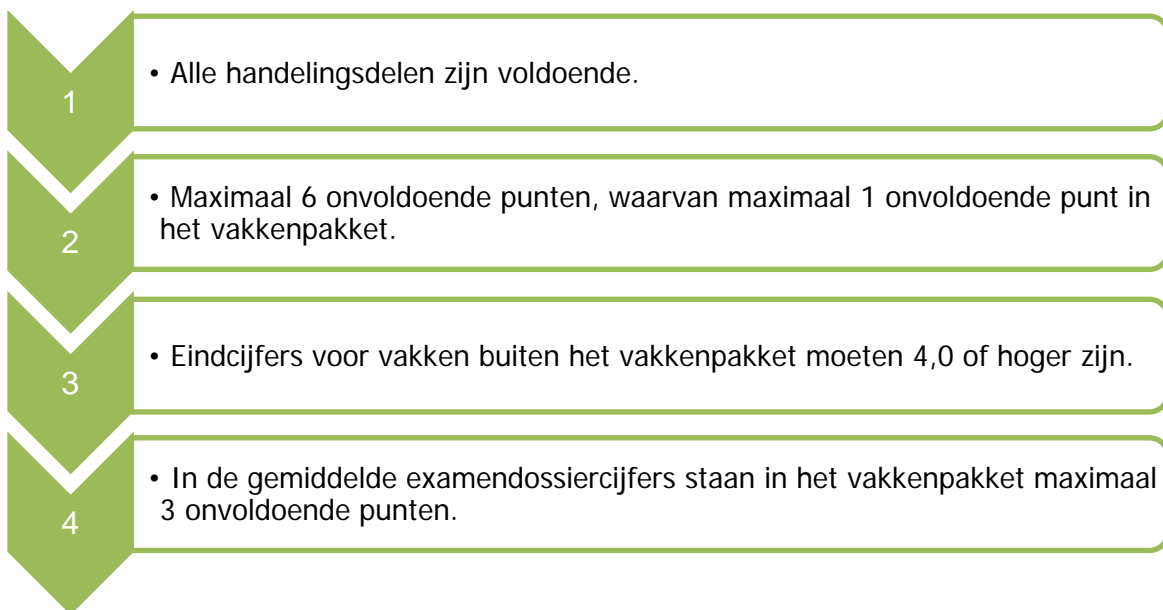 1
• Alle handelingsdelen zijn voldoende.
2
• Maximaal 6 onvoldoende punten, waarvan maximaal 1 onvoldoende punt in
het vakkenpakket.
3
• Eindcijfers voor vakken buiten het vakkenpakket moeten 4,0 of hoger zijn.
4
• In de gemiddelde examendossiercijfers staan in het vakkenpakket maximaal
3 onvoldoende punten.